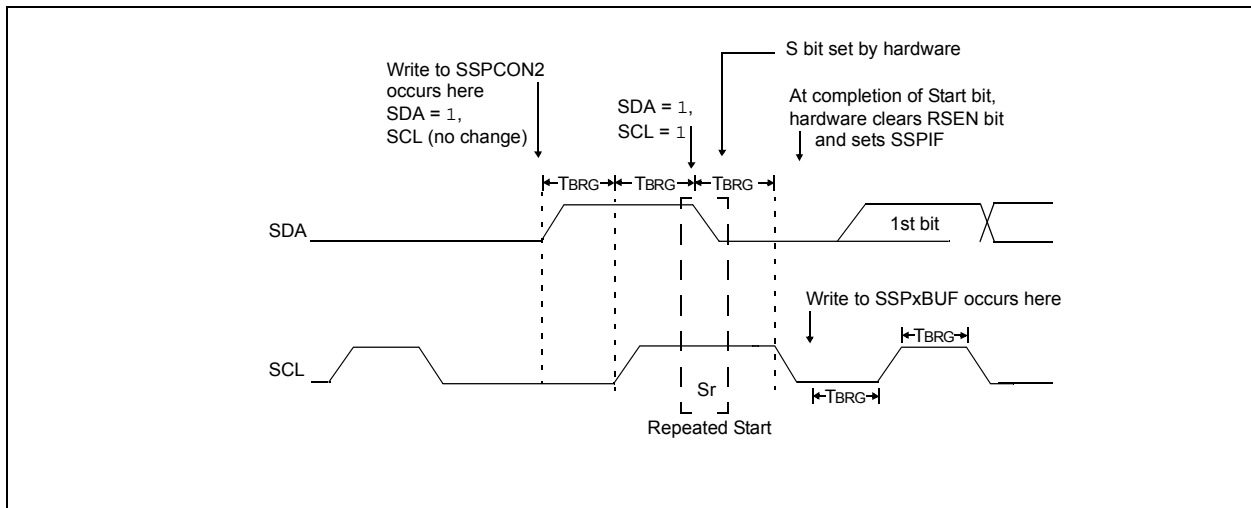 S bit set by hardware
Write to SSPCON2
occurs here
SDA = 1,
SCL (no change)
SDA = 1,
SCL = 1
At completion of Start bit,
hardware clears RSEN bit
and sets SSPIF
TBRG TBRG TBRG
SDA
1st bit
Write to SSPxBUF occurs here
TBRG
SCL
Sr
TBRG
Repeated Start